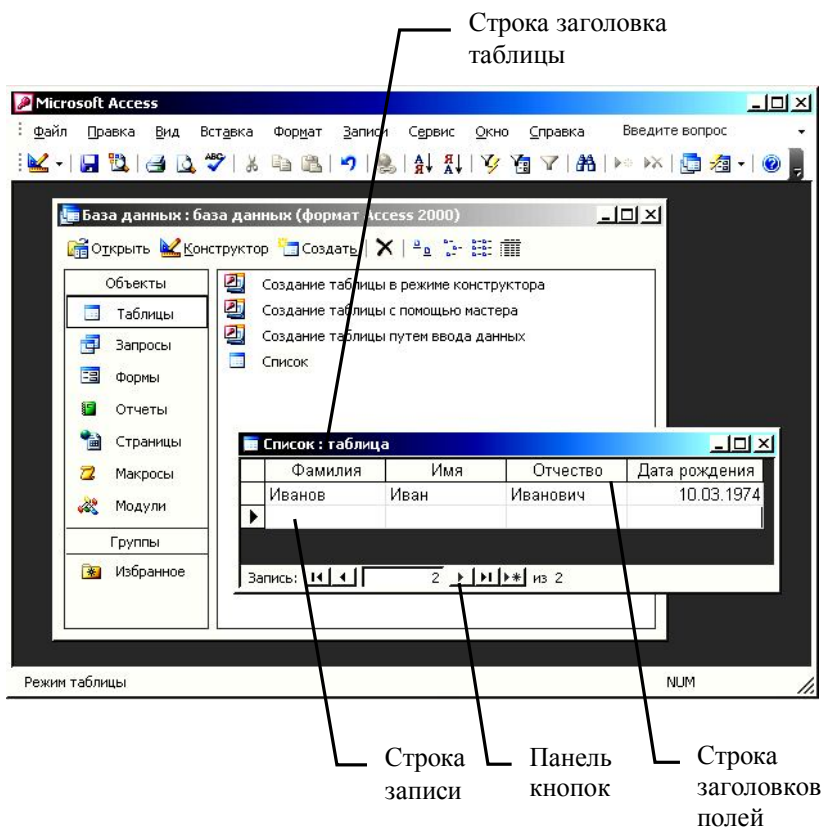 Строка заголовка
таблицы
Microsoft Access
Файл Правка Вид Вставка Формат Записи Сервис Окно Справка Введите вопрос
База данных : база данных (формат Access 2000)
Открыть Конструктор Создать
Объекты
Таблицы
Запросы
Формы
Отчеты
Страницы
Макросы
Модули
Группы
Избранное
Создание таблицы в режиме конструктора
Создание таблицы с помощью мастера
Создание таблицы путем ввода данных
Список
Список : таблица
Фамилия Имя Отчество Дата рождения
Иванов Иван Иванович 10.03.1974
Запись: 2 из 2
Режим таблицы NUM
Строка
записи
Панель
кнопок
Строка
заголовков
полей